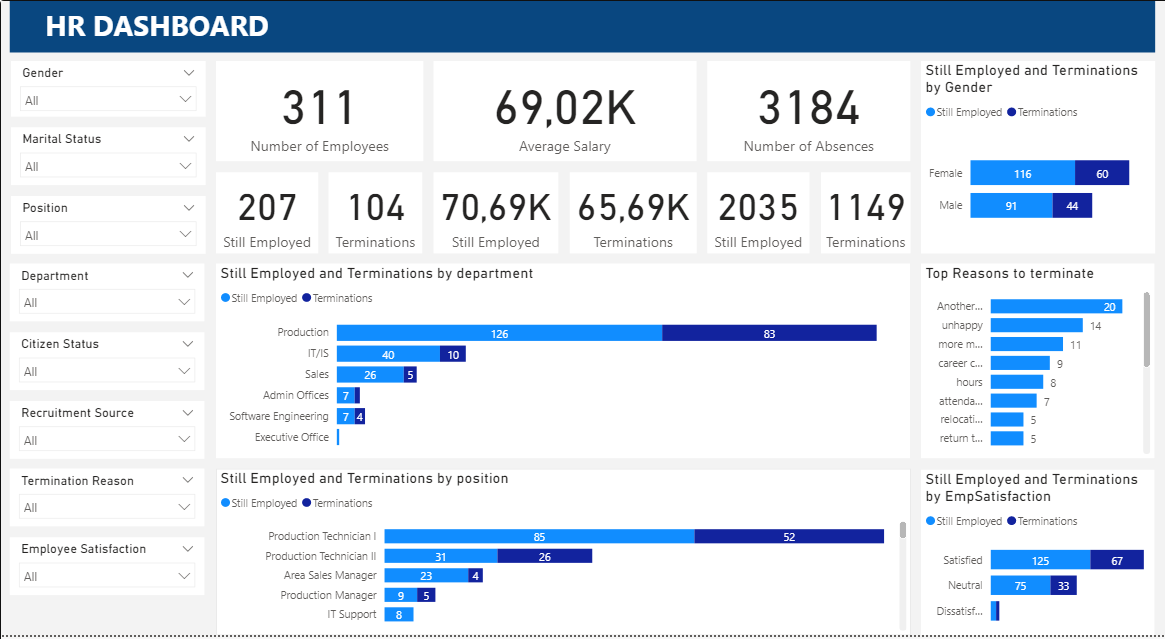 HR DASHBOARD
Gender
All
Marital Status
All
Position
All
Department
All
Citizen Status
All
Recruitment Source
All
Termination Reason
All
Employee Satisfaction
All
311
Number of Employees
69,02K
Average Salary
3184
Number of Absences
207
Still Employed
104
Terminations
70,69K
Still Employed
65,69K
Terminations
2035
Still Employed
1149
Terminations
Still Employed and Terminations by Gender
Still Employed Terminations
Female 116 60
Male 91 44
Still Employed and Terminations by department
Still Employed Terminations
Production 126 83
IT/IS 40 10
Sales 26 5
Admin Offices 7
Software Engineering 7 4
Executive Office
Top Reasons to terminate
Another... 20
unhappy 14
more m... 11
career c... 9
hours 8
attenda... 7
relocati... 5
return t... 5
Still Employed and Terminations by position
Still Employed Terminations
Production Technician I 85 52
Production Technician II 31 26
Area Sales Manager 23 4
Production Manager 9 5
IT Support 8
Still Employed and Terminations
by EmpSatisfaction
Still Employed Terminations
Satisfied 125 67
Neutral 75 33
Dissatisf...